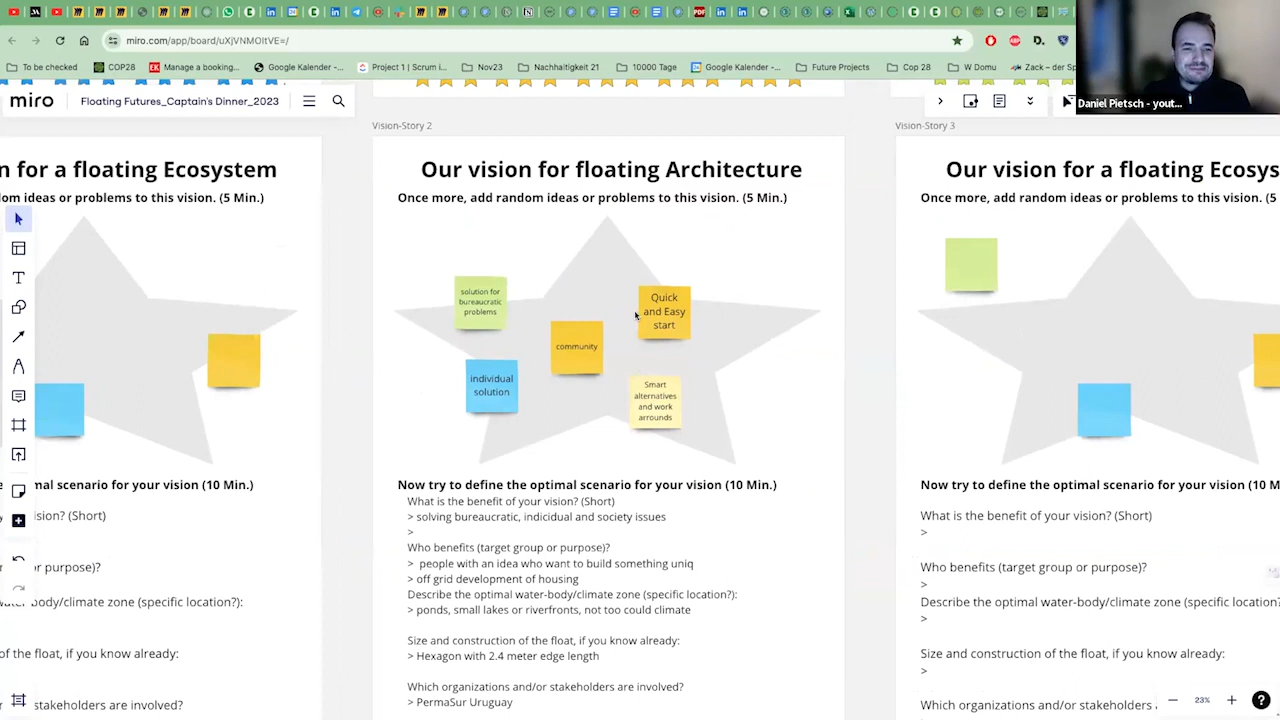 miro.com/app/board/uXjVNMOltVE=/
To be checked
COP28
Manage a booking...
Google Kalender -...
Project 1 | Scrum i...
Nov23
Nachhaltigkeit 21
10000 Tage
Google Kalender -...
Future Projects
Cop 28
W Domu
Zack – der Sp
miro
Floating Futures_Captain's Dinner_2023
Daniel Pietsch - yout...
Vision-Story 2
Vision-Story 3
n for a floating Ecosystem
om ideas or problems to this vision. (5 Min.)
Our vision for floating Architecture
Once more, add random ideas or problems to this vision. (5 Min.)
Our vision for a floating Ecosys
Once more, add random ideas or problems to this vision. (5
solution for
bureaucratic
problems
Quick
and Easy
start
community
individual
solution
Smart
alternatives
and work
arrounds
mal scenario for your vision (10 Min.)
ision? (Short)
or purpose)?
water-body/climate zone (specific location?):
of the float, if you know already:
stakeholders are involved?
Now try to define the optimal scenario for your vision (10 Min.)
What is the benefit of your vision? (Short)
> solving bureaucratic, indicidual and society issues
>
Who benefits (target group or purpose)?
> people with an idea who want to build something uniq
> off grid development of housing
Describe the optimal water-body/climate zone (specific location?):
> ponds, small lakes or riverfronts, not too could climate
Size and construction of the float, if you know already:
> Hexagon with 2.4 meter edge length
Which organizations and/or stakeholders are involved?
> PermaSur Uruguay
Now try to define the optimal scenario for your vision (10 M
What is the benefit of your vision? (Short)
>
Who benefits (target group or purpose)?
>
Describe the optimal water-body/climate zone (specific location?
>
Size and construction of the float, if you know already:
>
Which organizations and/or stakeholders
23%